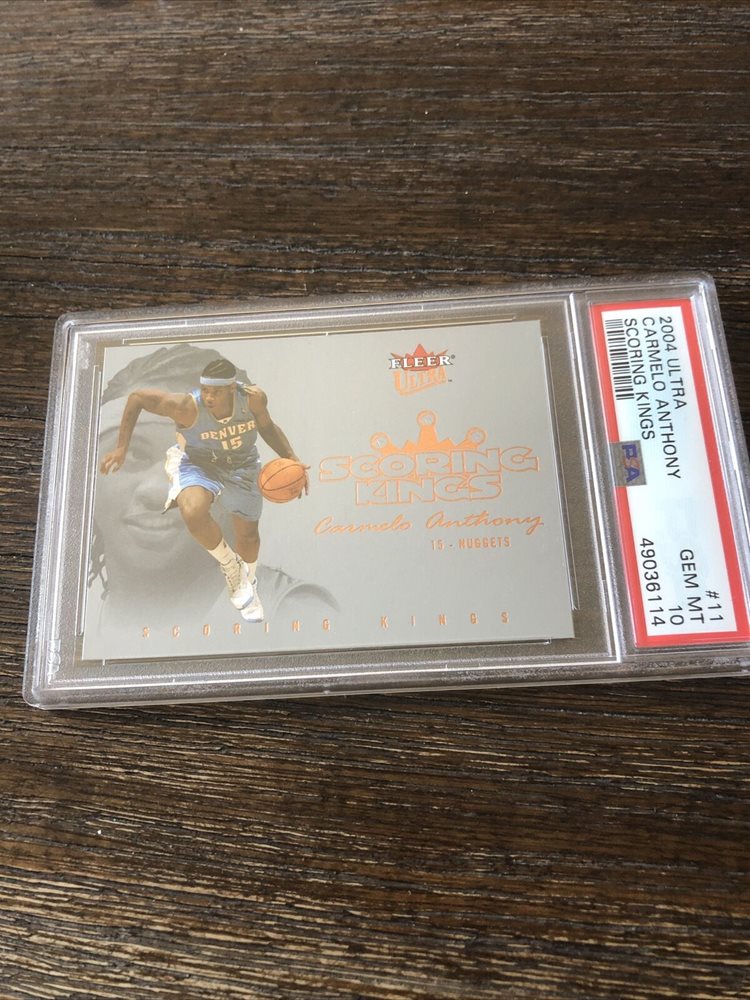 FLEER®
ULTRA™
DENVER
15
SCORING
KINGS
Carmelo Anthony
15 - NUGGETS
SCORING KINGS
2004 ULTRA
CARMELO ANTHONY
SCORING KINGS
PSA
#11
GEM MT
10
49036114